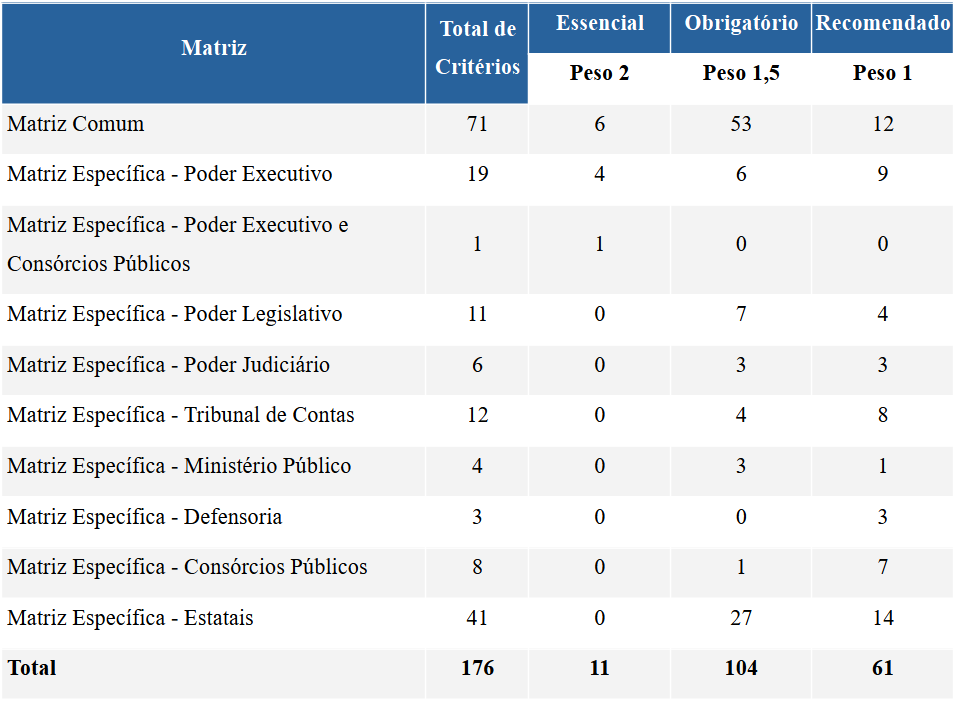 Matriz Total de Critérios Essencial Obrigatório Recomendado
Peso 2 Peso 1,5 Peso 1
Matriz Comum 71 6 53 12
Matriz Específica - Poder Executivo 19 4 6 9
Matriz Específica - Poder Executivo e
Consórcios Públicos 1 1 0 0
Matriz Específica - Poder Legislativo 11 0 7 4
Matriz Específica - Poder Judiciário 6 0 3 3
Matriz Específica - Tribunal de Contas 12 0 4 8
Matriz Específica - Ministério Público 4 0 3 1
Matriz Específica - Defensoria 3 0 0 3
Matriz Específica - Consórcios Públicos 8 0 1 7
Matriz Específica - Estatais 41 0 27 14
Total 176 11 104 61